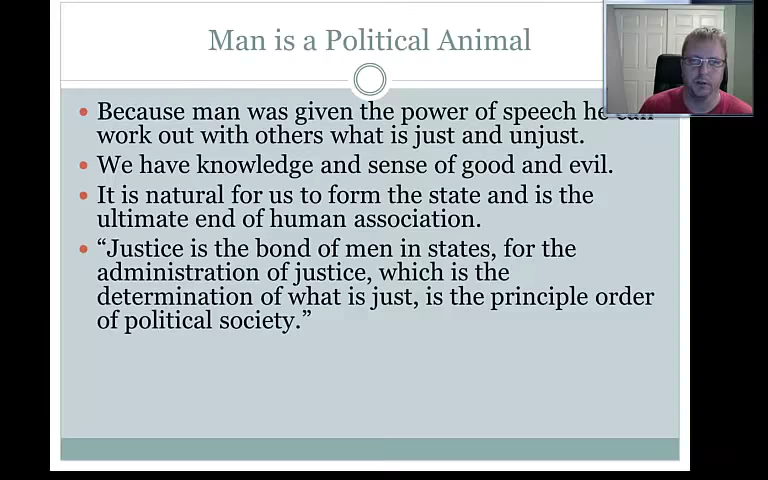 Man is a Political Animal
Because man was given the power of speech he can
work out with others what is just and unjust.
We have knowledge and sense of good and evil.
It is natural for us to form the state and is the
ultimate end of human association.
“Justice is the bond of men in states, for the
administration of justice, which is the
determination of what is just, is the principle order
of political society.”